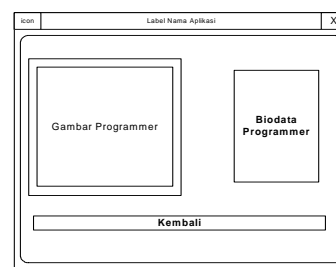 icon
Label Nama Aplikasi
X
Gambar Programmer
Biodata
Programmer
Kembali